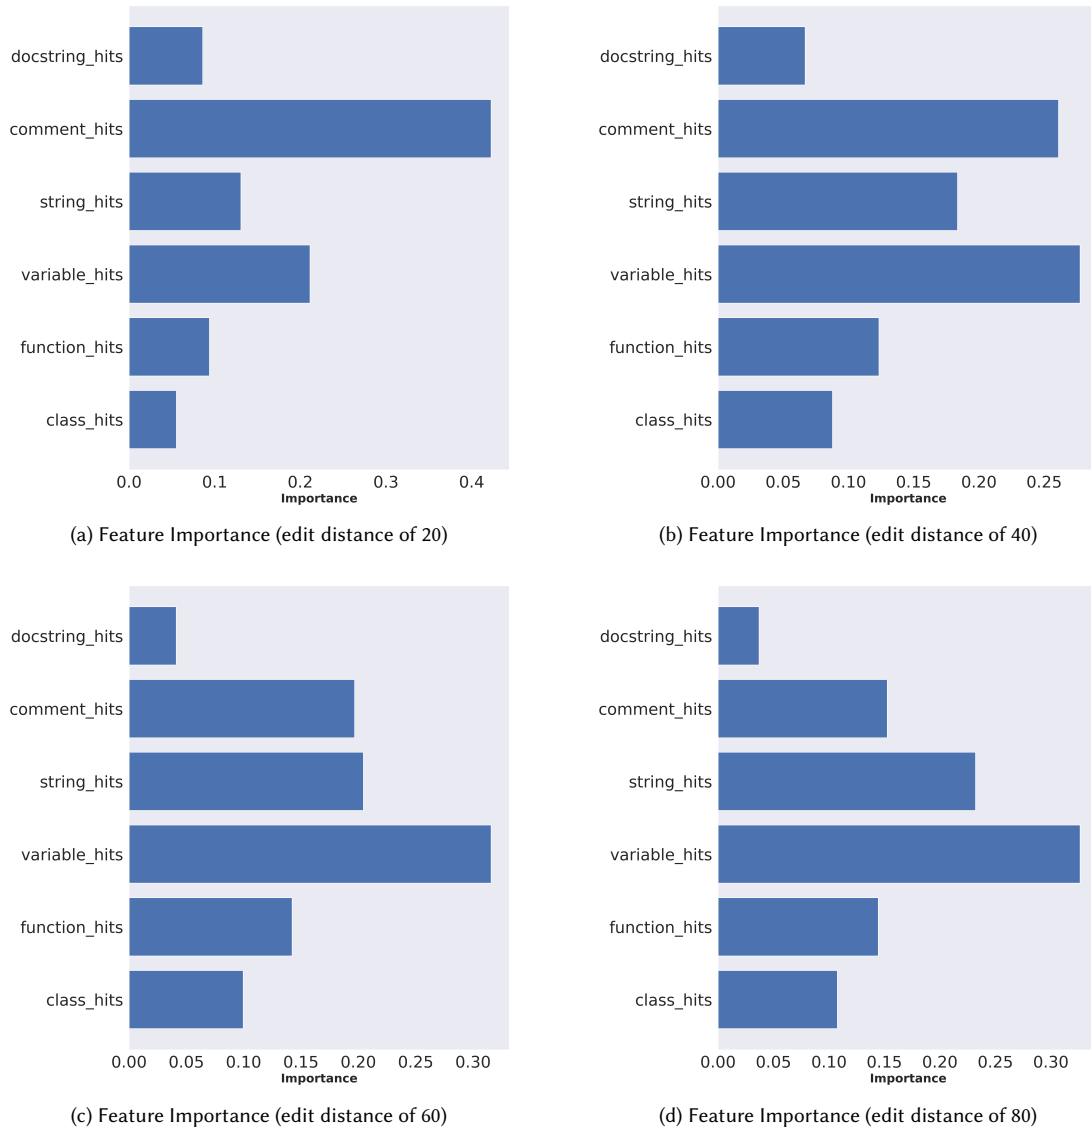 docstring_hits
comment_hits
string_hits
variable_hits
function_hits
class_hits
0.0 0.1 0.2 0.3 0.4
Importance
(a) Feature Importance (edit distance of 20)
docstring_hits
comment_hits
string_hits
variable_hits
function_hits
class_hits
0.00 0.05 0.10 0.15 0.20 0.25
Importance
(b) Feature Importance (edit distance of 40)
docstring_hits
comment_hits
string_hits
variable_hits
function_hits
class_hits
0.00 0.05 0.10 0.15 0.20 0.25 0.30
Importance
(c) Feature Importance (edit distance of 60)
docstring_hits
comment_hits
string_hits
variable_hits
function_hits
class_hits
0.00 0.05 0.10 0.15 0.20 0.25 0.30
Importance
(d) Feature Importance (edit distance of 80)